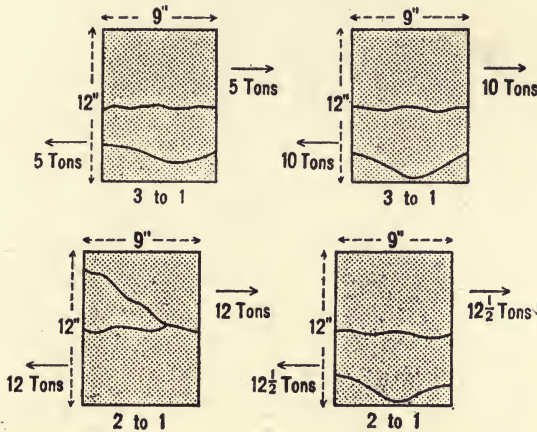 9"
12"
5 Tons
5 Tons
3 to 1
9"
12"
10 Tons
10 Tons
3 to 1
9"
12"
12 Tons
12 Tons
2 to 1
9"
12"
12½ Tons
12½ Tons
2 to 1